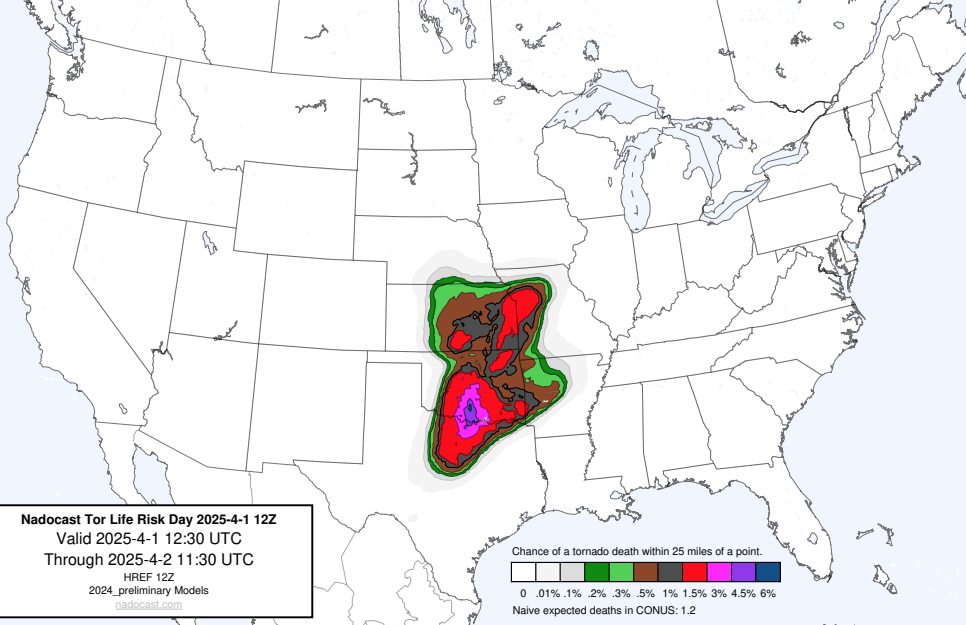 Nadocast Tor Life Risk Day 2025-4-1 12Z
Valid 2025-4-1 12:30 UTC
Through 2025-4-2 11:30 UTC
HREF 12Z
2024_preliminary Models
nadocast.com
Chance of a tornado death within 25 miles of a point.
0 .01% .1% .2% .3% .5% 1% 1.5% 3% 4.5% 6%
Naive expected deaths in CONUS: 1.2